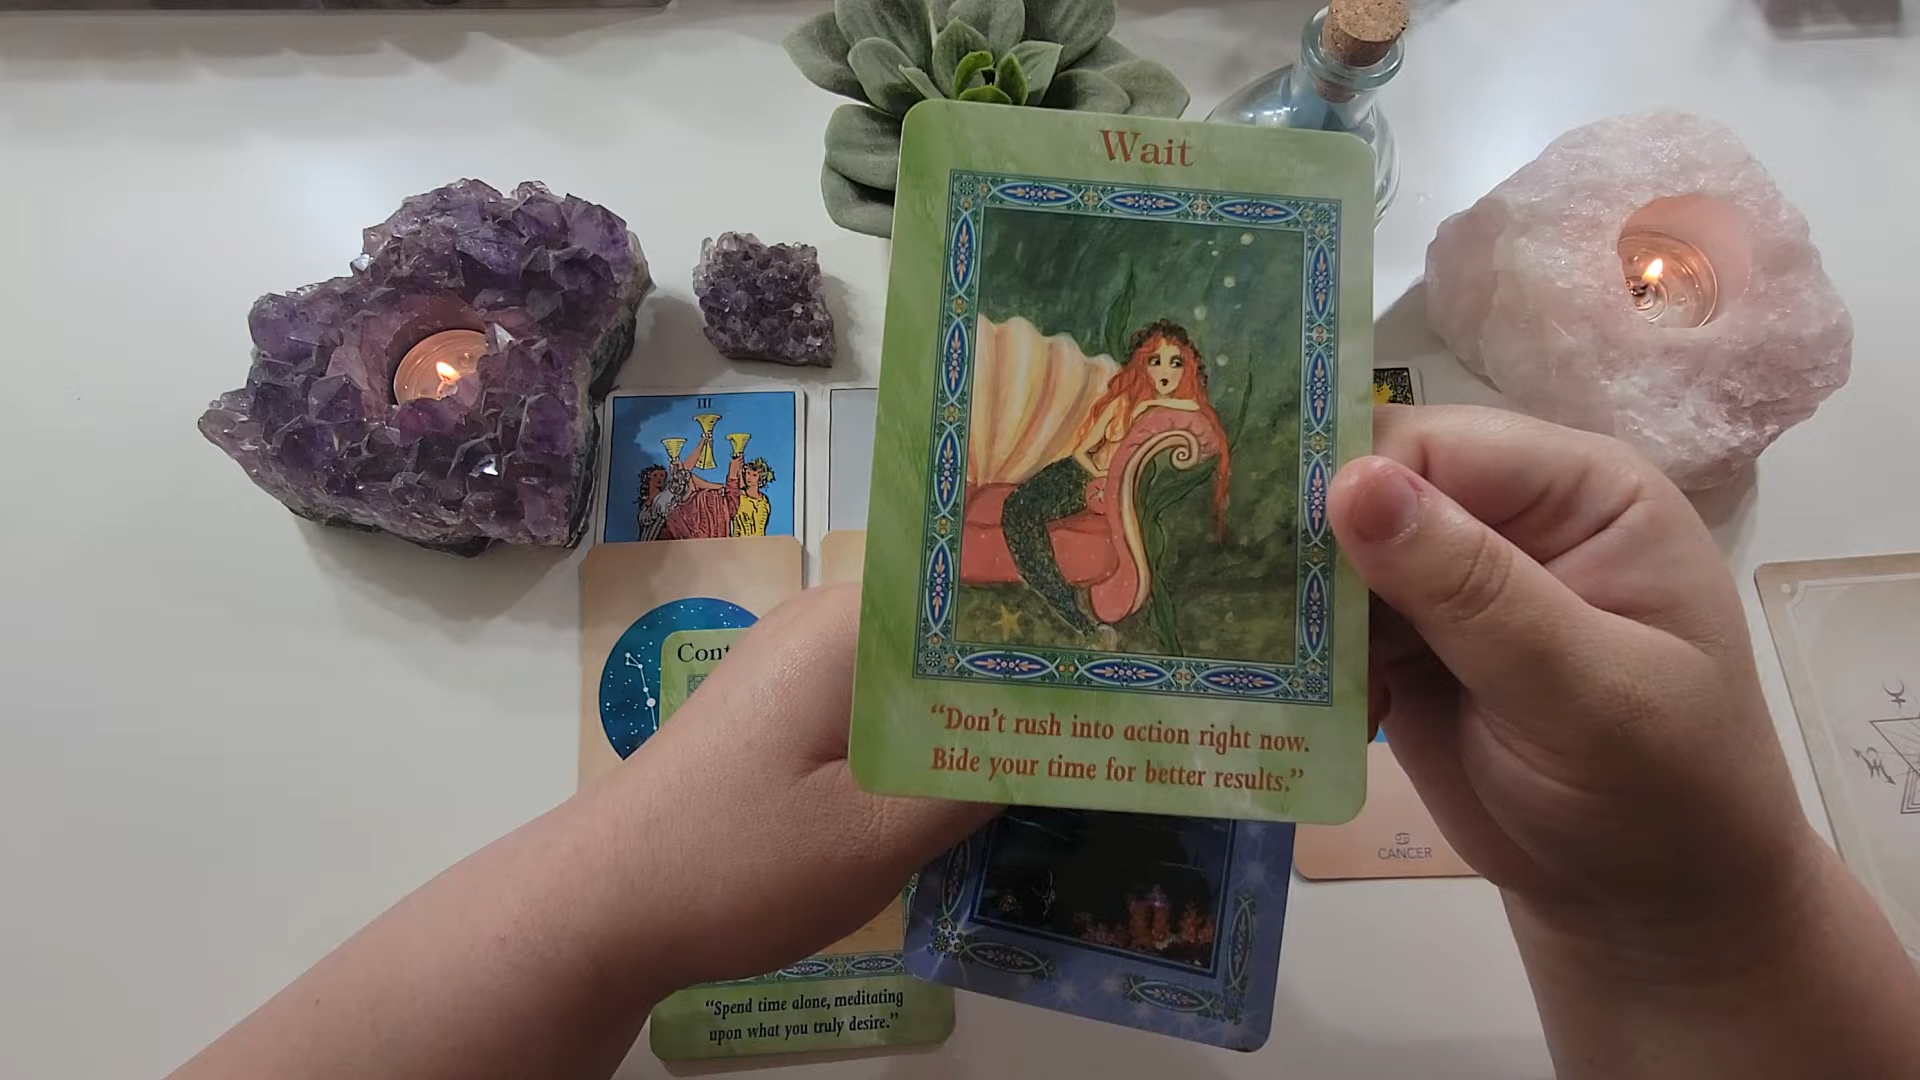 Wait
III
Cont
"Don't rush into action right now.
Bide your time for better results."
CANCER
"Spend time alone, meditating
upon what you truly desire."